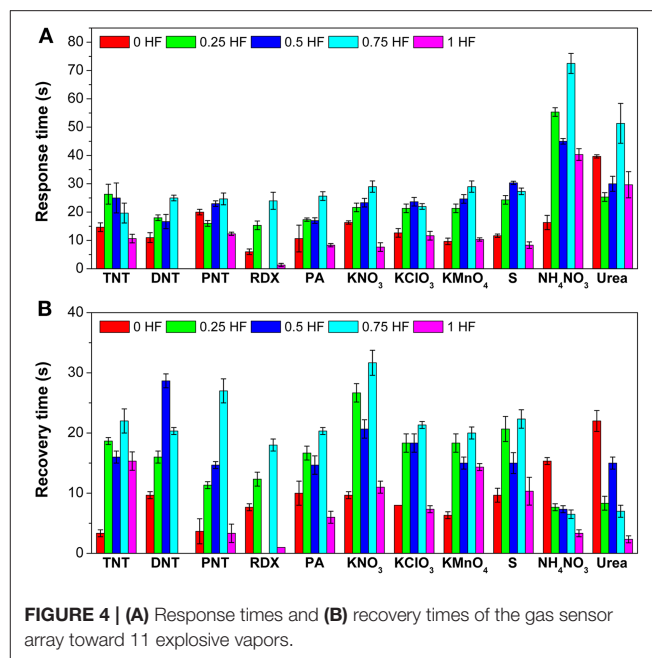 A
0 HF 0.25 HF 0.5 HF 0.75 HF 1 HF
Response time (s)
80
70
60
50
40
30
20
10
0
TNT DNT PNT RDX PA KNO₃ KClO₃ KMnO₄ S NH₄NO₃ Urea
B
0 HF 0.25 HF 0.5 HF 0.75 HF 1 HF
Recovery time (s)
40
30
20
10
0
TNT DNT PNT RDX PA KNO₃ KClO₃ KMnO₄ S NH₄NO₃ Urea
FIGURE 4 | (A) Response times and (B) recovery times of the gas sensor
array toward 11 explosive vapors.